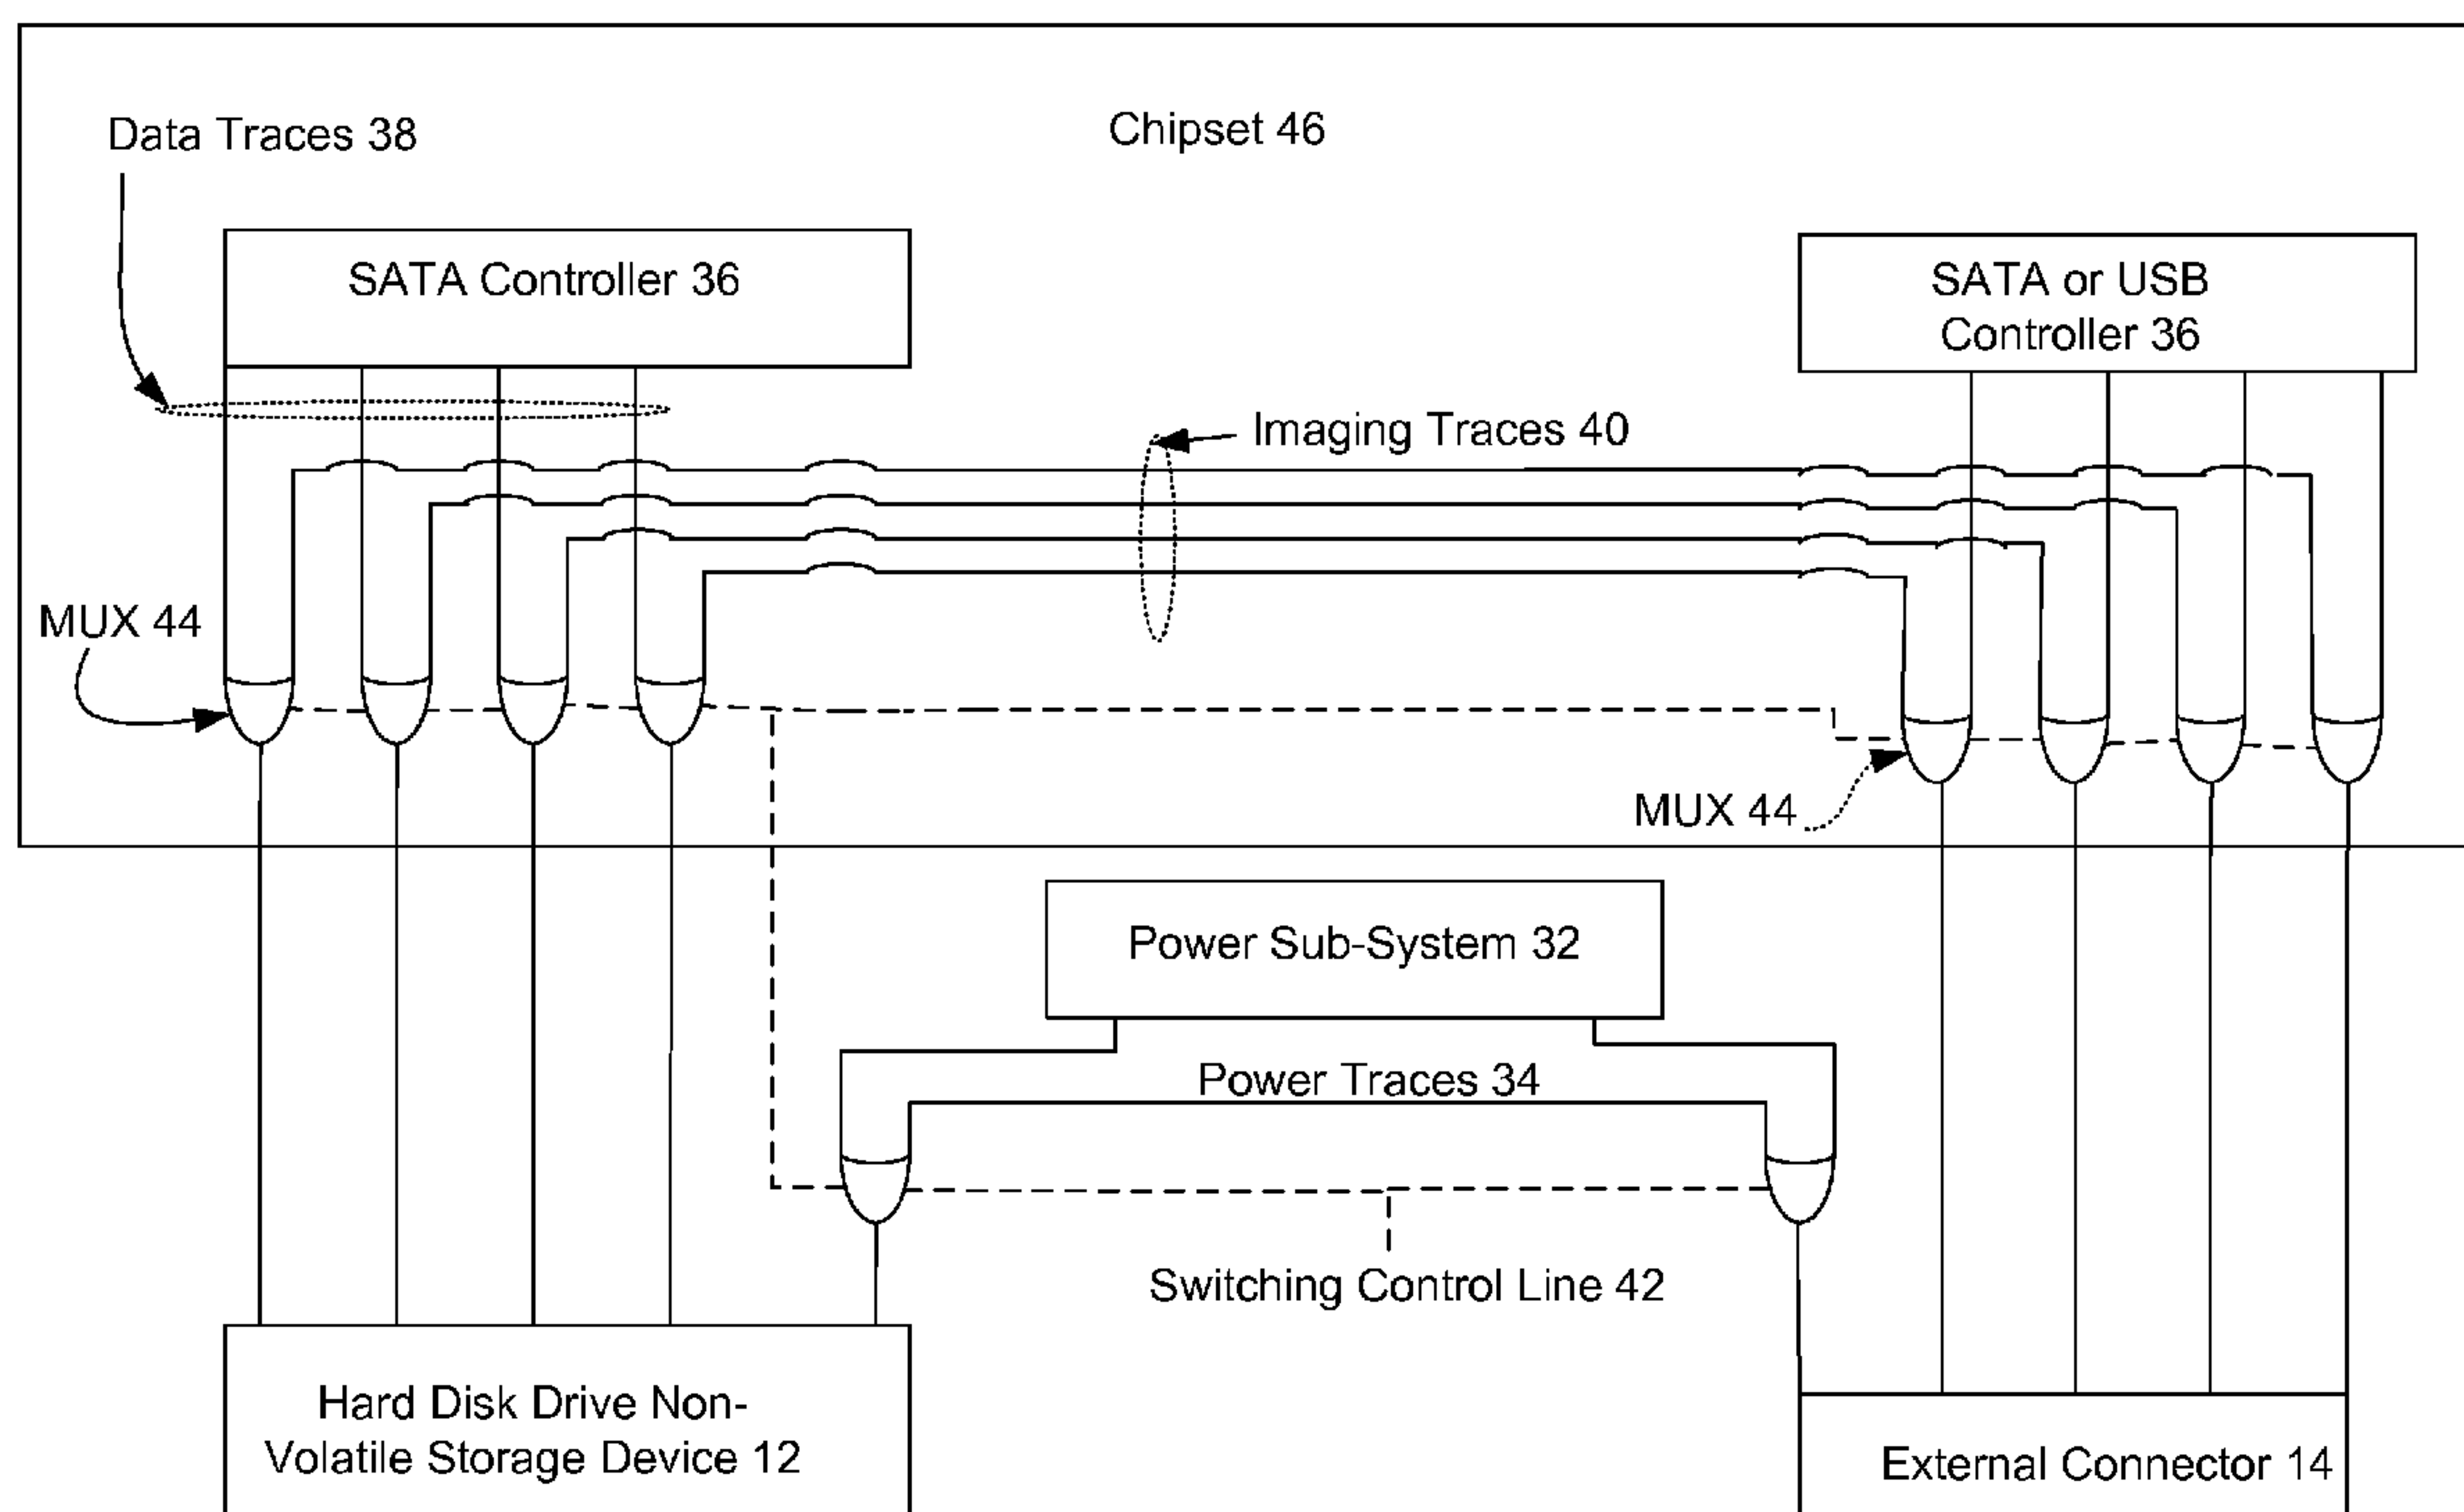 Chipset 46
Data Traces 38
SATA Controller 36
SATA or USB
Controller 36
Imaging Traces 40
MUX 44
MUX 44
Power Sub-System 32
Power Traces 34
Switching Control Line 42
Hard Disk Drive Non-
Volatile Storage Device 12
External Connector 14